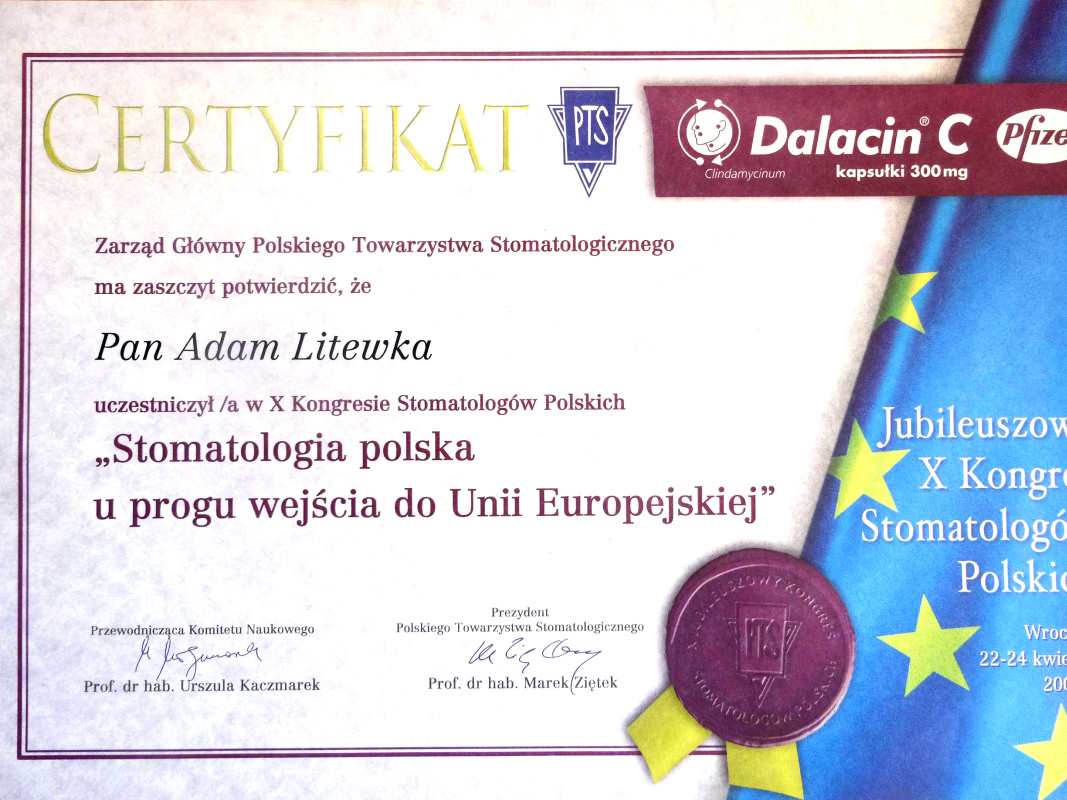 CERTYFIKAT
PTS
Dalacin® C
Clindamycinum
kapsułki 300 mg
Pfize
Zarząd Główny Polskiego Towarzystwa Stomatologicznego
ma zaszczyt potwierdzić, że
Pan Adam Litewka
uczestniczył /a w X Kongresie Stomatologów Polskich
„Stomatologia polska
u progu wejścia do Unii Europejskiej”
Jubileuszow
X Kongre
Stomatologó
Polskic
Wroc
22-24 kwie
200
Przewodnicząca Komitetu Naukowego
Prof. dr hab. Urszula Kaczmarek
Prezydent
Polskiego Towarzystwa Stomatologicznego
Prof. dr hab. Marek Ziętek
X JUBILEUSZOWY KONGRES
PTS
STOMATOLOGÓW POLSKICH